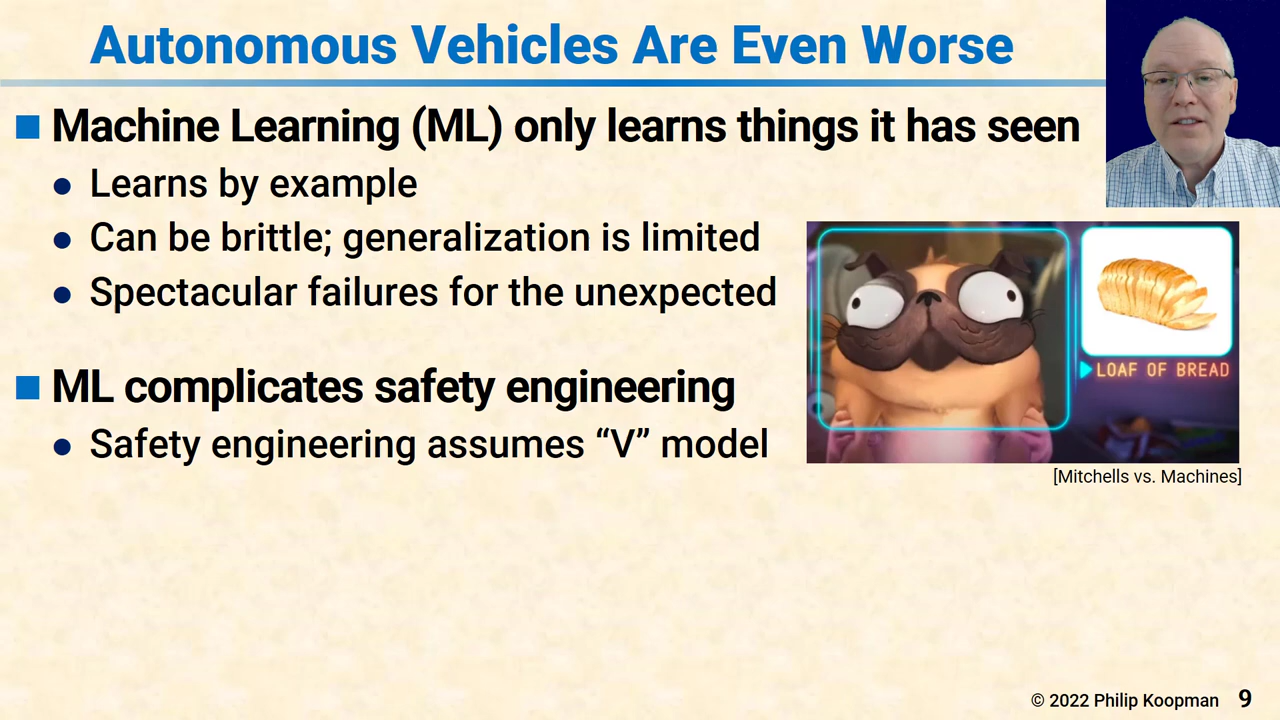 Autonomous Vehicles Are Even Worse
Machine Learning (ML) only learns things it has seen
Learns by example
Can be brittle; generalization is limited
Spectacular failures for the unexpected
LOAF OF BREAD
[Mitchells vs. Machines]
ML complicates safety engineering
Safety engineering assumes “V” model
© 2022 Philip Koopman 9